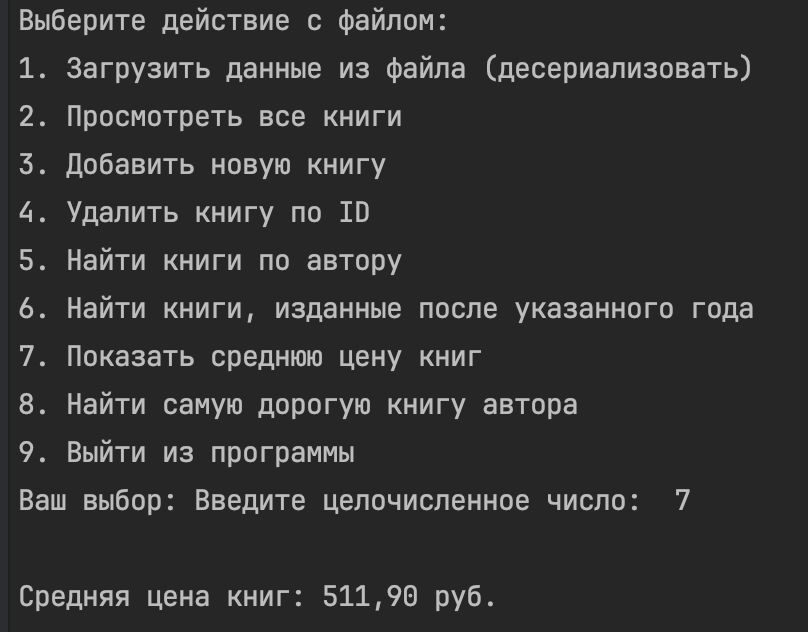 Выберите действие с файлом:
1. Загрузить данные из файла (десериализовать)
2. Просмотреть все книги
3. Добавить новую книгу
4. Удалить книгу по ID
5. Найти книги по автору
6. Найти книги, изданные после указанного года
7. Показать среднюю цену книг
8. Найти самую дорогую книгу автора
9. Выйти из программы
Ваш выбор: Введите целочисленное число:  7
Средняя цена книг: 511,90 руб.